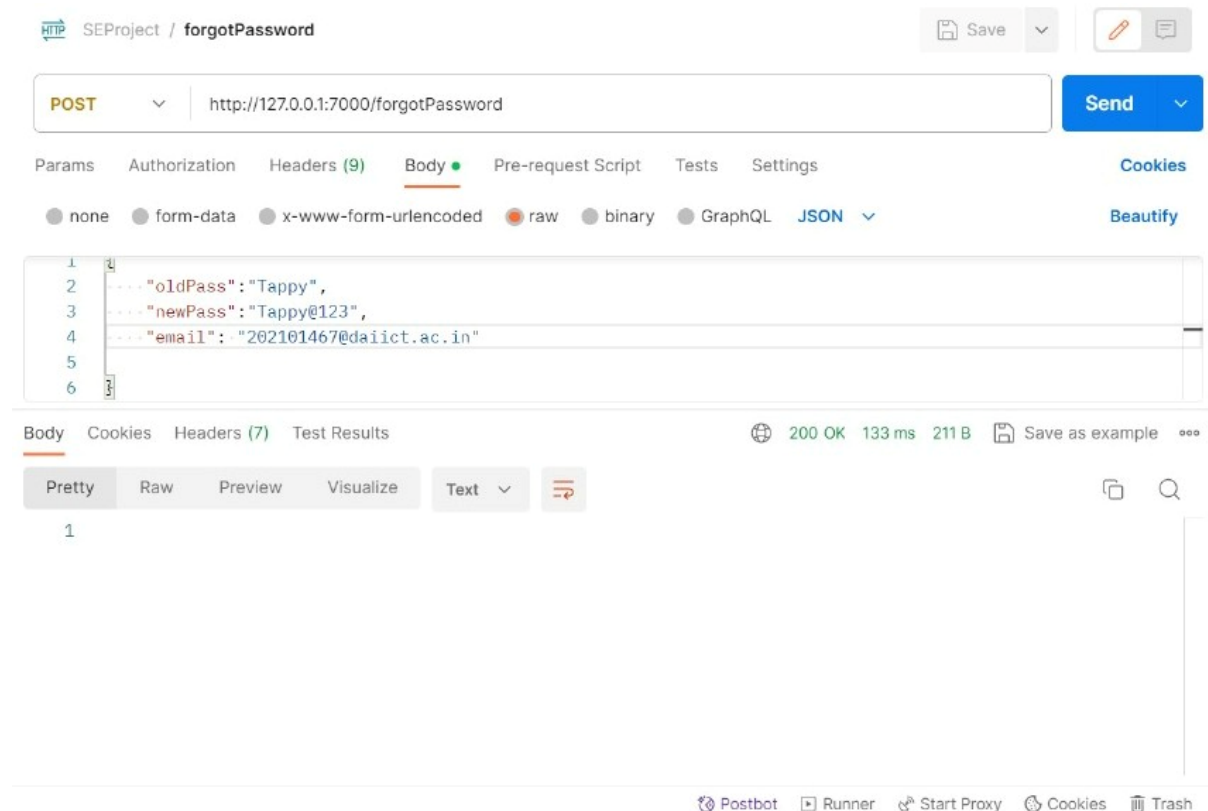 HTTP SEProject / forgotPassword Save
POST http://127.0.0.1:7000/forgotPassword Send
Params Authorization Headers (9) Body Pre-request Script Tests Settings Cookies
none form-data x-www-form-urlencoded raw binary GraphQL JSON Beautify
1 {
2 "oldPass":"Tappy",
3 "newPass":"Tappy@123",
4 "email": "202101467@daiict.ac.in"
5
6 }
Body Cookies Headers (7) Test Results 200 OK 133 ms 211 B Save as example
Pretty Raw Preview Visualize Text
1
Postbot Runner Start Proxy Cookies Trash